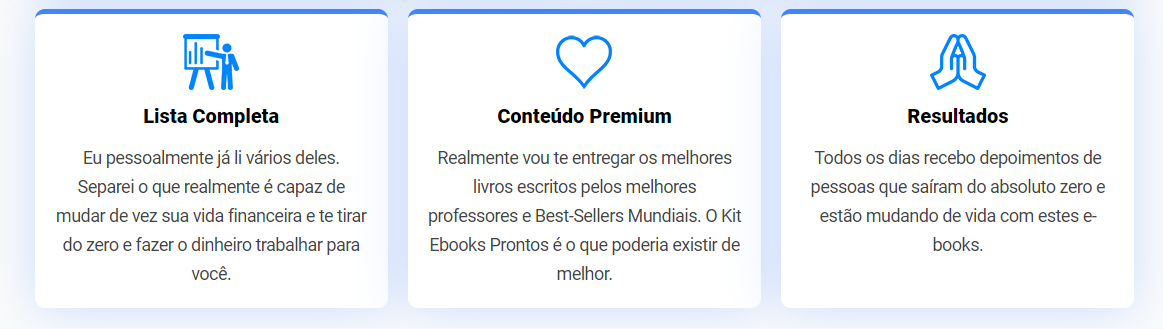 Lista Completa
Eu pessoalmente já li vários deles.
Separei o que realmente é capaz de
mudar de vez sua vida financeira e te tirar
do zero e fazer o dinheiro trabalhar para
você.
Conteúdo Premium
Realmente vou te entregar os melhores
livros escritos pelos melhores
professores e Best-Sellers Mundiais. O Kit
Ebooks Prontos é o que poderia existir de
melhor.
Resultados
Todos os dias recebo depoimentos de
pessoas que saíram do absoluto zero e
estão mudando de vida com estes e-
books.